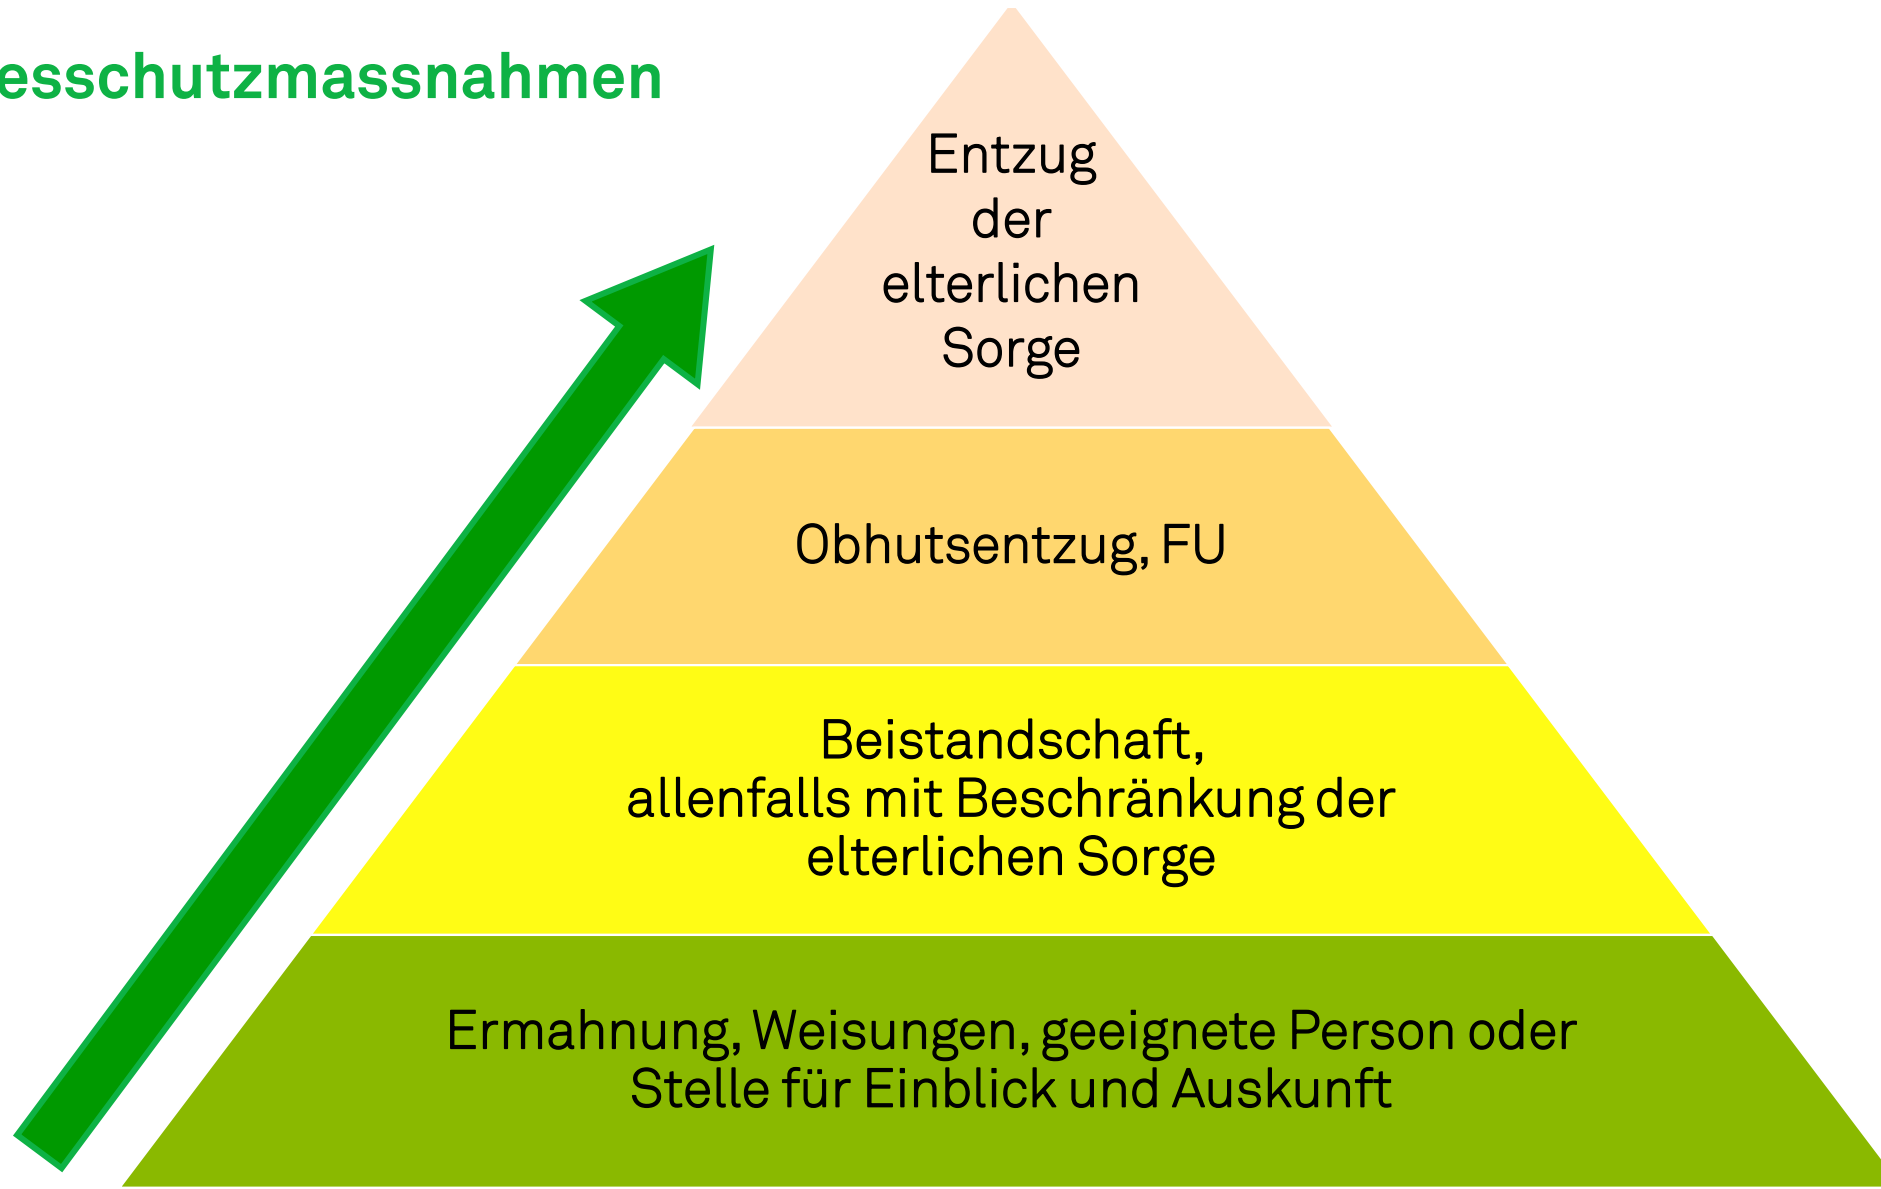 esschutzmassnahmen
Entzug
der
elterlichen
Sorge
Obhutsentzug, FU
Beistandschaft,
allenfalls mit Beschränkung der
elterlichen Sorge
Ermahnung, Weisungen, geeignete Person oder
Stelle für Einblick und Auskunft